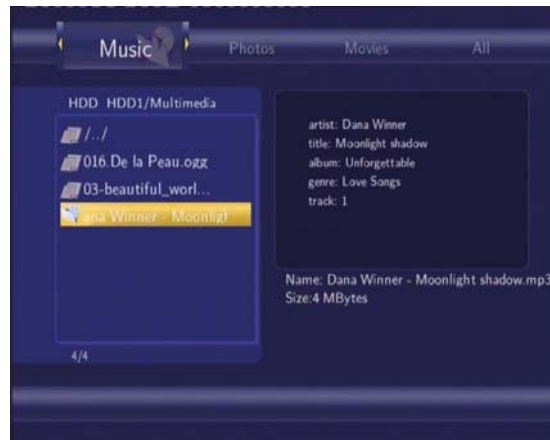 Music Photos Movies All
HDD HDD1/Multimedia
/../
016.De la Peau.ogg
03-beautiful_worl...
ana Winner - Moonligl
4/4
artist: Dana Winner
title: Moonlight shadow
album: Unforgettable
genre: Love Songs
track: 1
Name: Dana Winner - Moonlight shadow.mp3
Size:4 MBytes